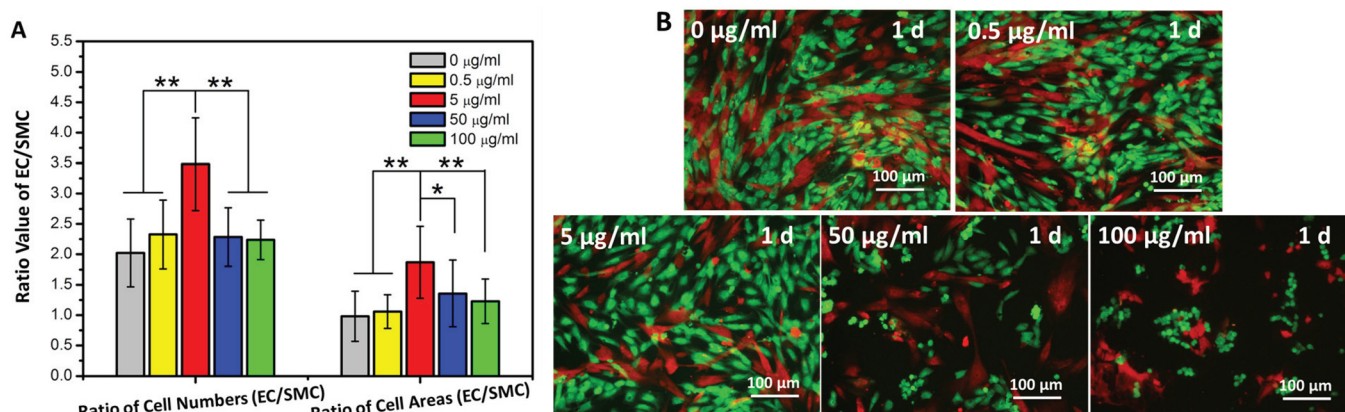 A
Ratio Value of EC/SMC
5.5
5.0
4.5
4.0
3.5
3.0
2.5
2.0
1.5
1.0
0.5
0.0
** **
** **
*
0 μg/ml
0.5 μg/ml
5 μg/ml
50 μg/ml
100 μg/ml
Ratio of Cell Numbers (EC/SMC)
Ratio of Cell Areas (EC/SMC)
B
0 μg/ml 1 d
100 μm
0.5 μg/ml 1 d
100 μm
5 μg/ml 1 d
100 μm
50 μg/ml 1 d
100 μm
100 μg/ml 1 d
100 μm